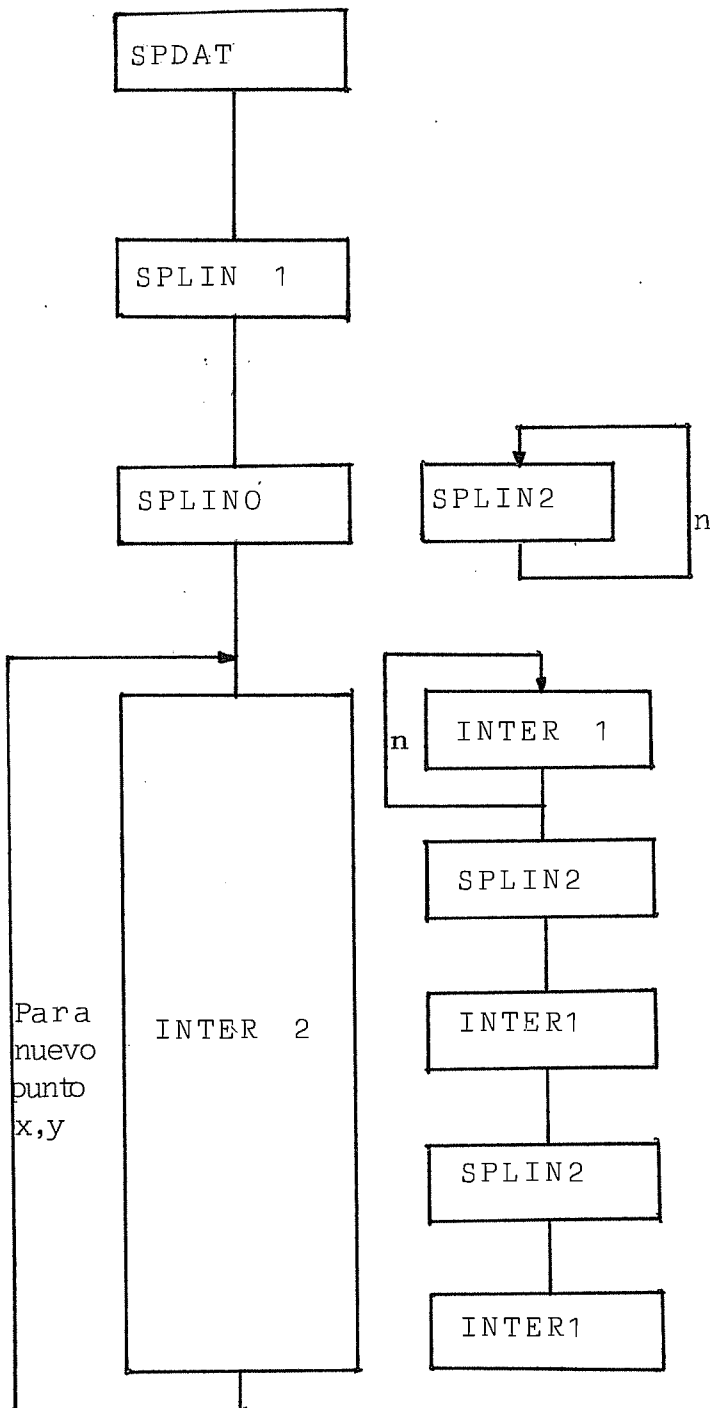 SPDAT
SPLIN 1
SPLINO
SPLIN2
n
n
INTER 1
SPLIN2
Para
nuevo
punto
x,y
INTER 2
INTER1
SPLIN2
INTER1